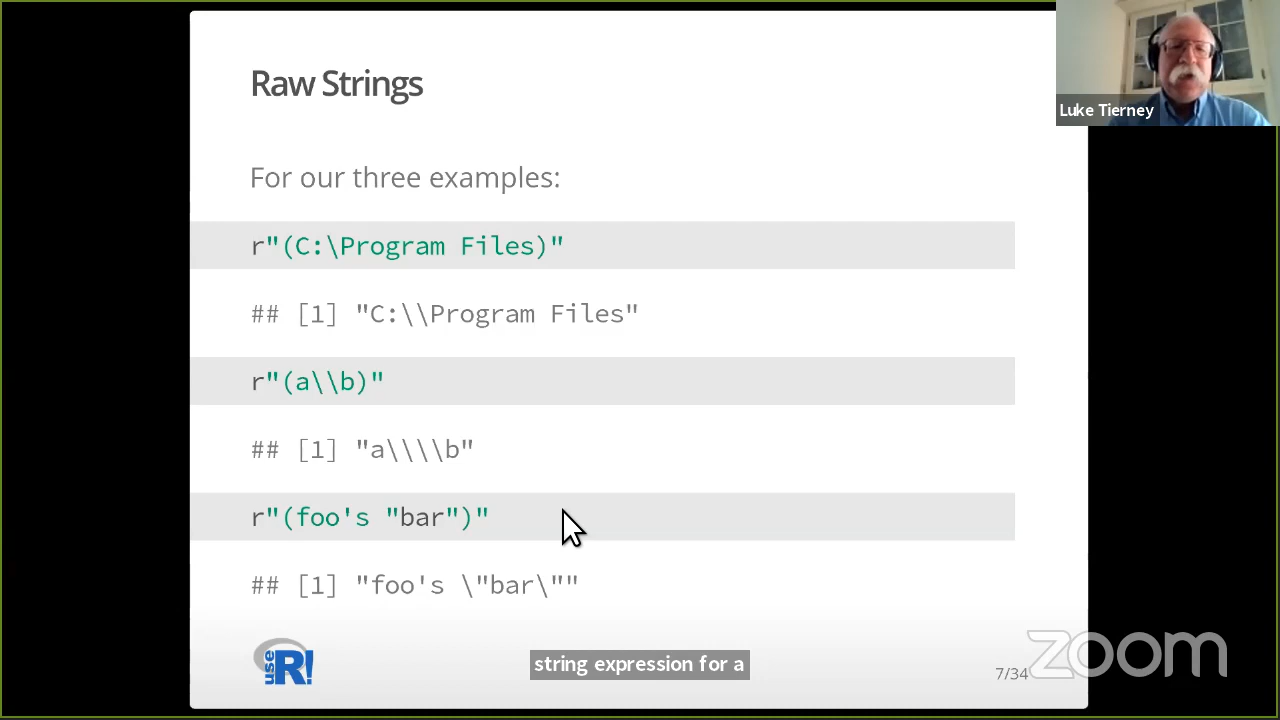 Raw Strings
Luke Tierney
For our three examples:
r"(C:\Program Files)"
## [1] "C:\\Program Files"
r"(a\\b)"
## [1] "a\\\\b"
r"(foo's "bar")"
## [1] "foo's \"bar\""
useR!
string expression for a
7/34
zoom